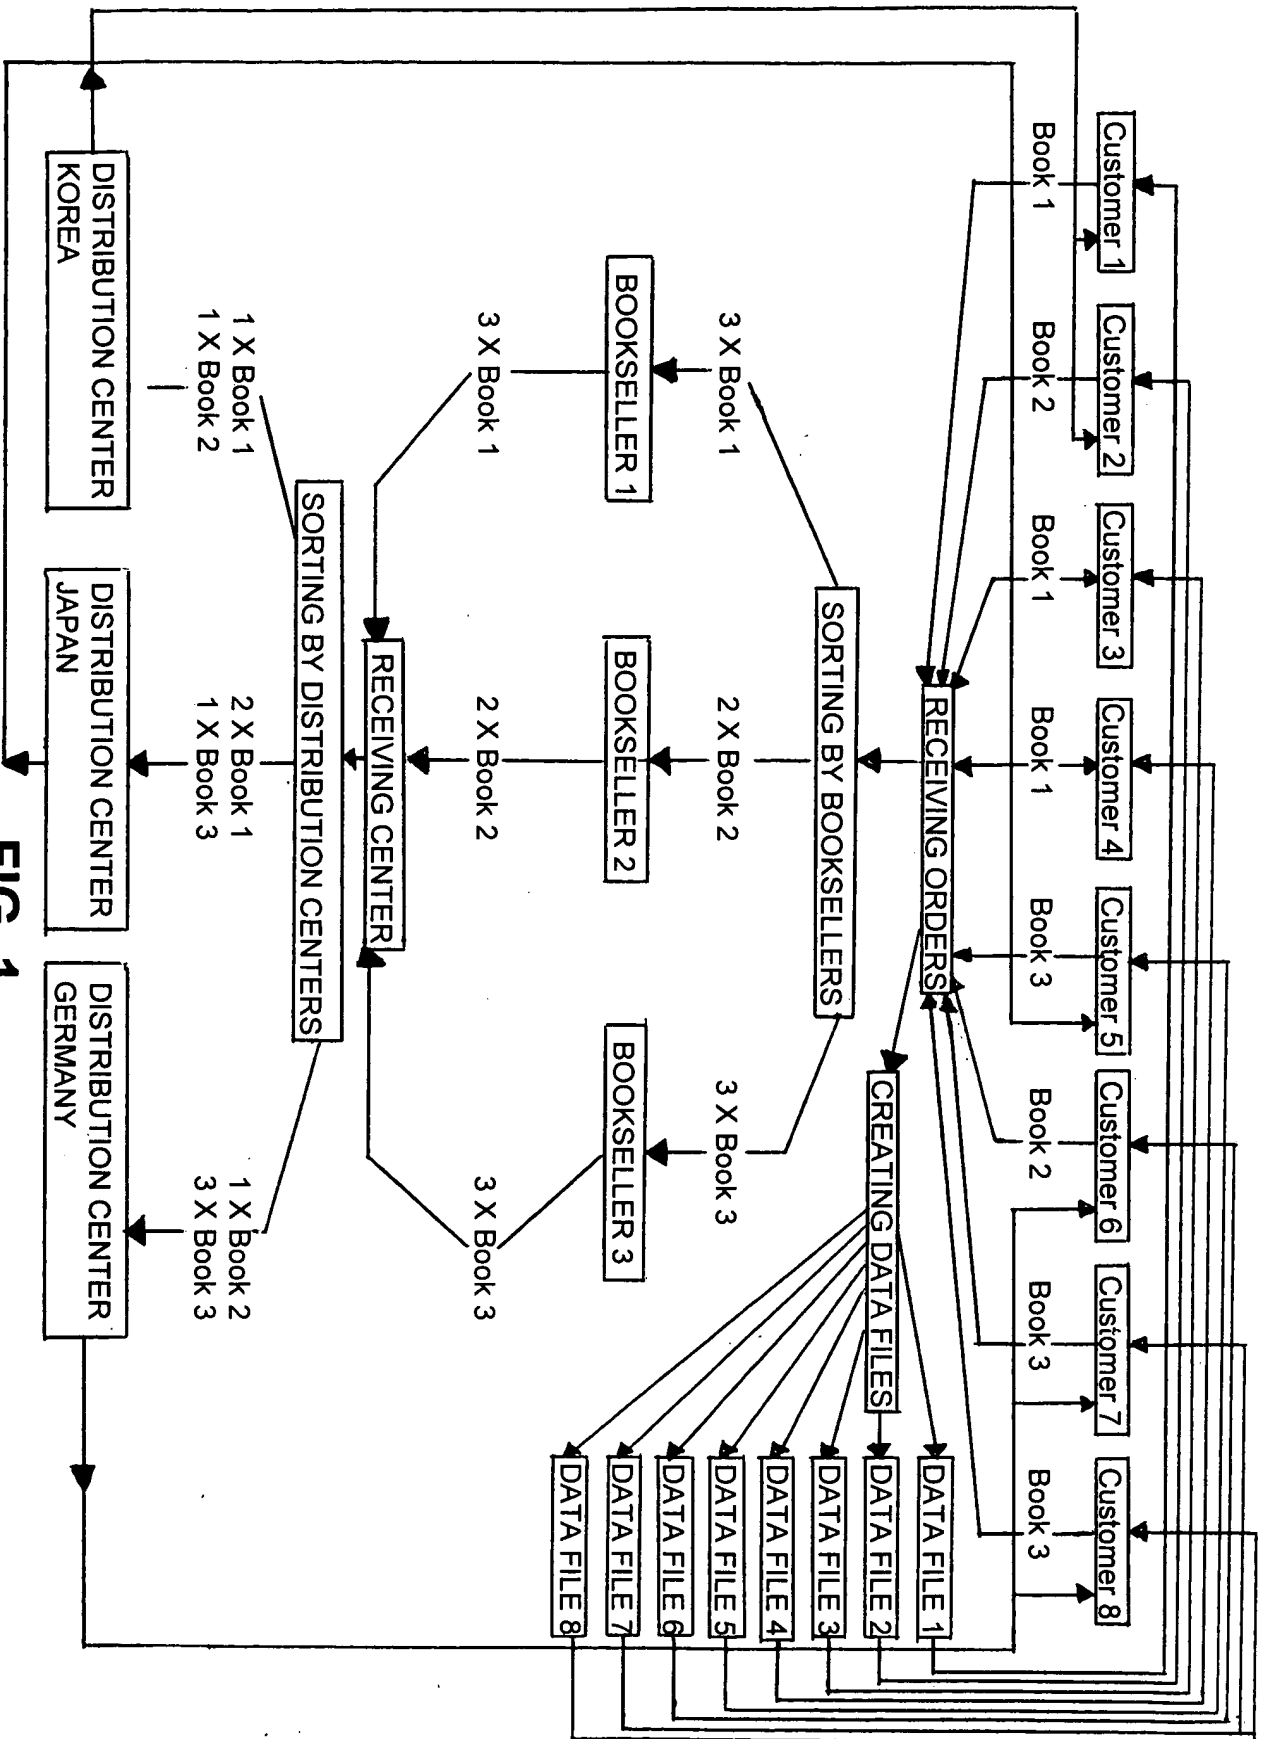 Customer 1
Customer 2
Customer 3
Customer 4
Customer 5
Customer 6
Customer 7
Customer 8
Book 1
Book 2
Book 1
Book 1
Book 3
Book 2
Book 3
Book 3
RECEIVING ORDERS
CREATING DATA FILES
DATA FILE 1
DATA FILE 2
DATA FILE 3
DATA FILE 4
DATA FILE 5
DATA FILE 6
DATA FILE 7
DATA FILE 8
SORTING BY BOOKSELLERS
3 X Book 1
2 X Book 2
3 X Book 3
BOOKSELLER 1
BOOKSELLER 2
BOOKSELLER 3
3 X Book 1
2 X Book 2
3 X Book 3
RECEIVING CENTER
SORTING BY DISTRIBUTION CENTERS
1 X Book 1
1 X Book 2
2 X Book 1
1 X Book 3
1 X Book 2
3 X Book 3
DISTRIBUTION CENTER
KOREA
DISTRIBUTION CENTER
JAPAN
DISTRIBUTION CENTER
GERMANY
FIG. 1